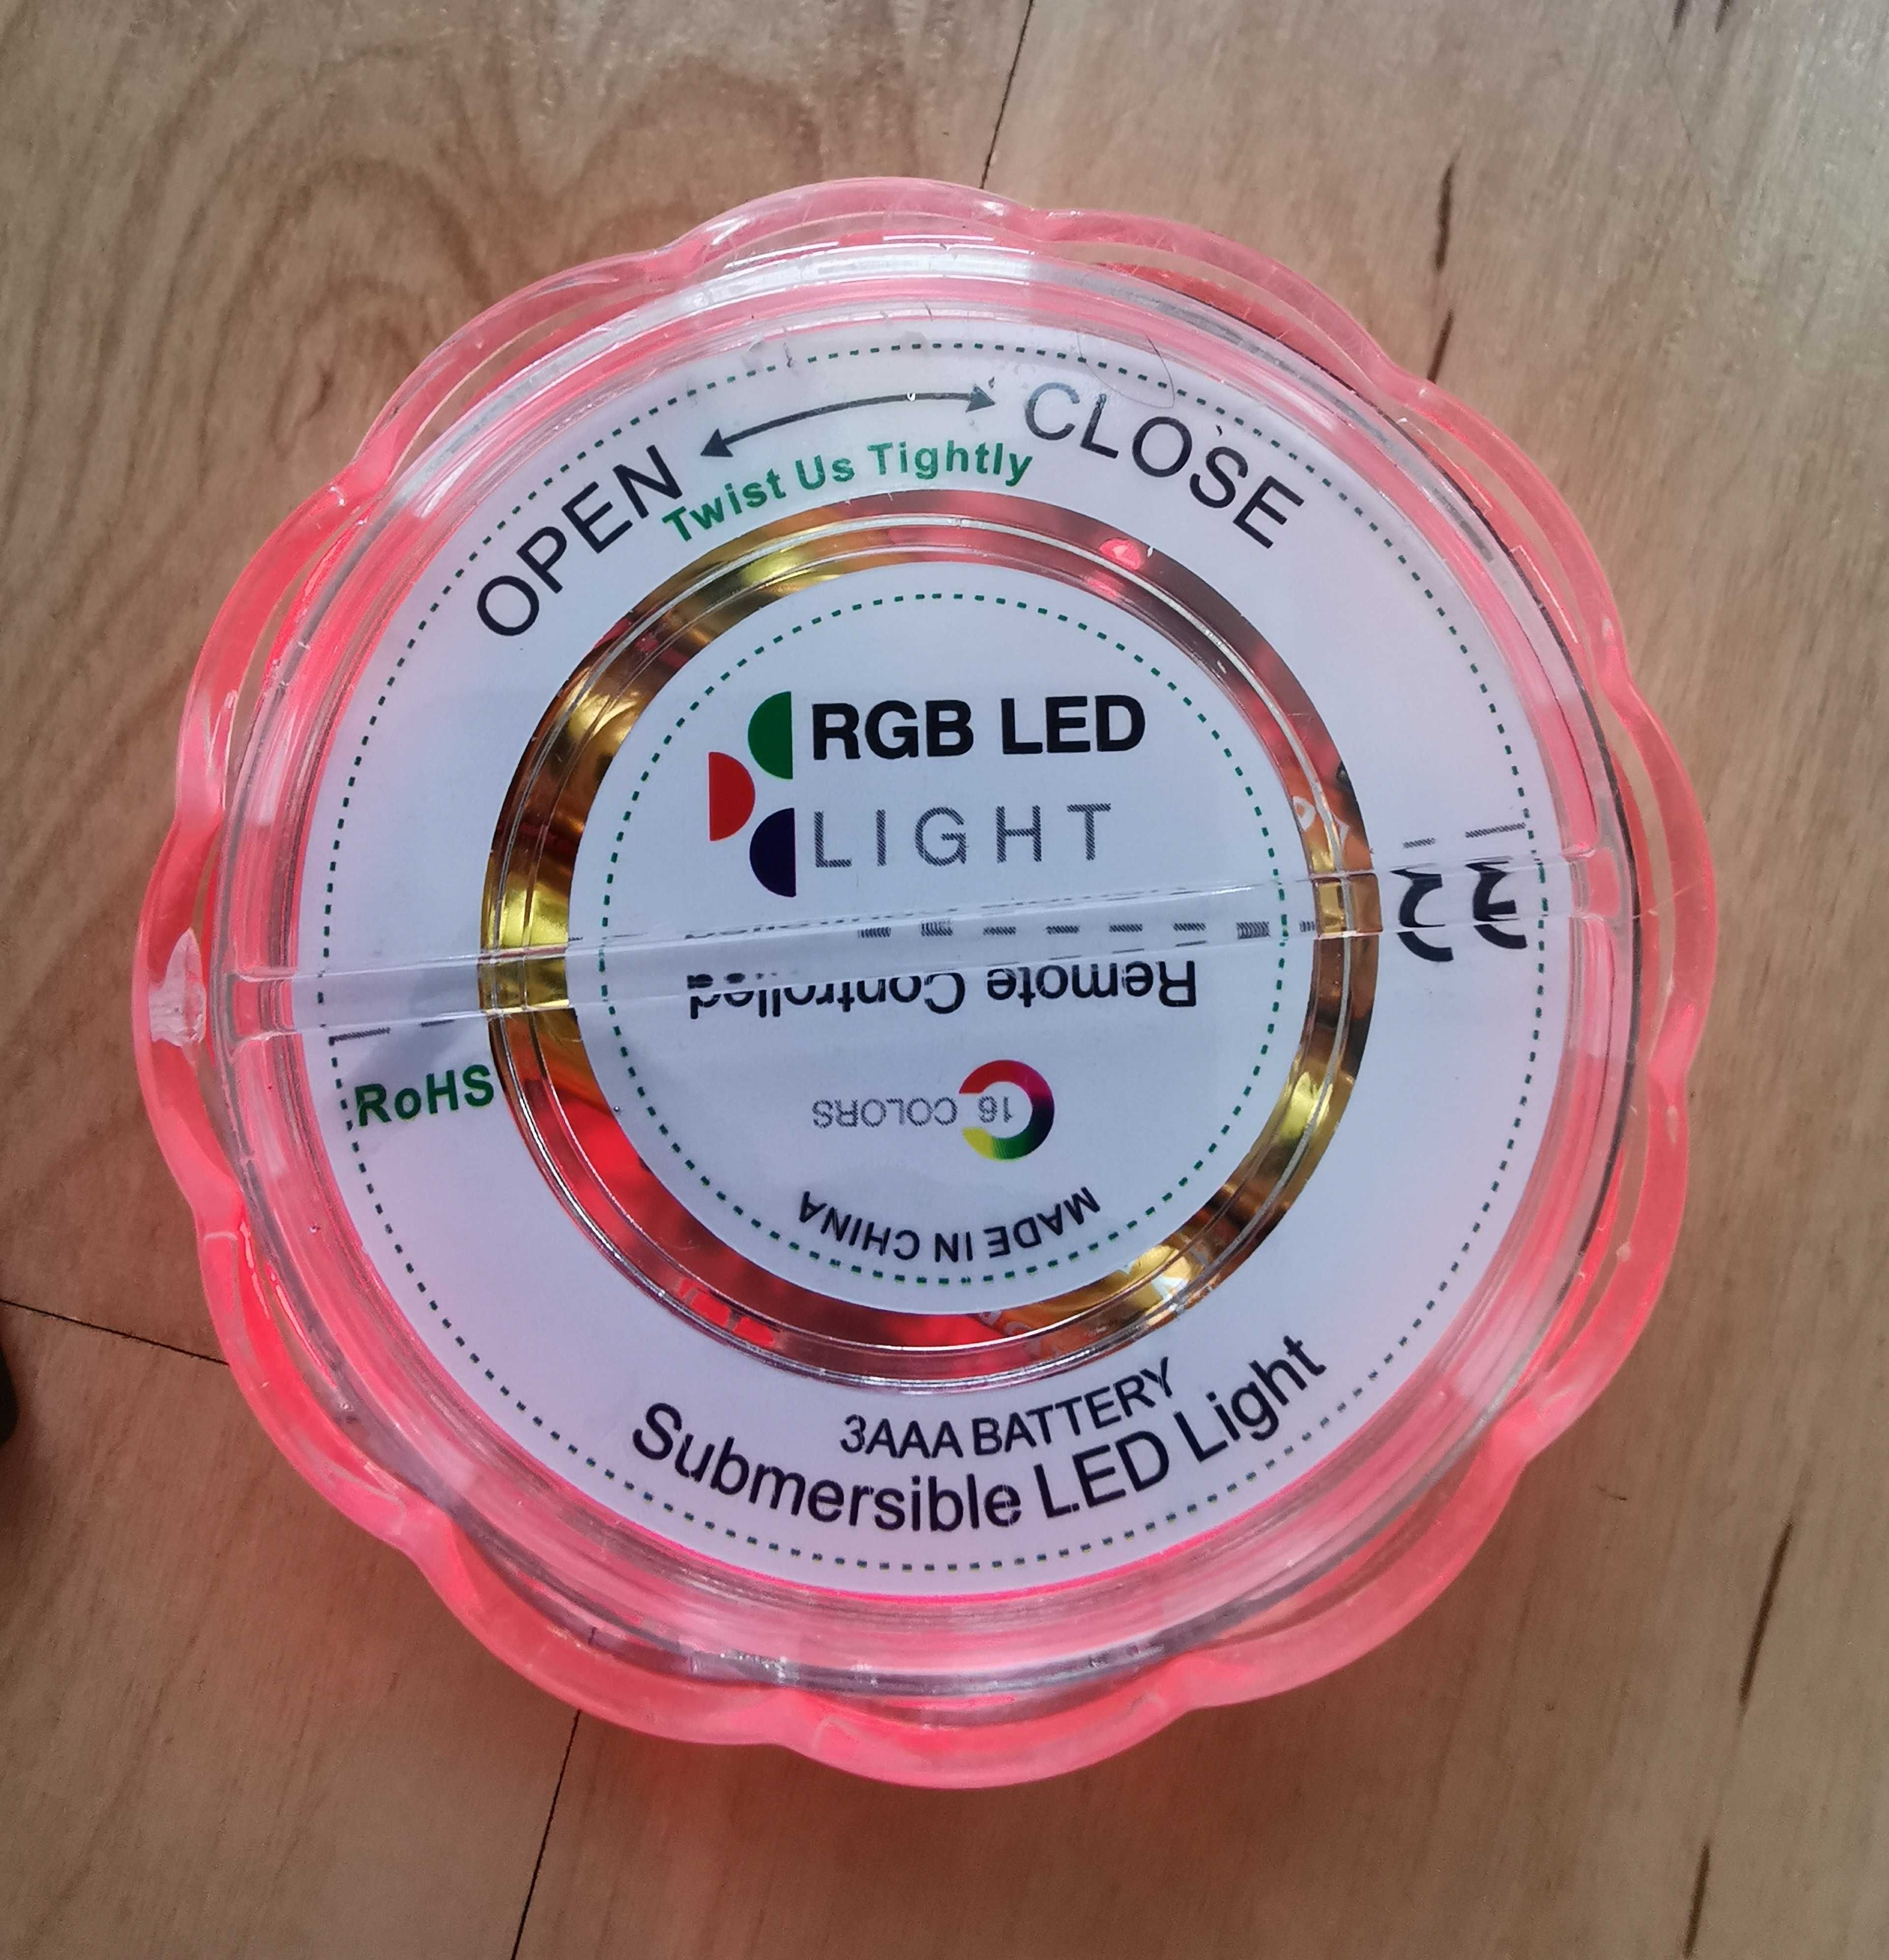 OPEN
CLOSE
Twist Us Tightly
RGB LED
LIGHT
Remote Controlled
16 COLORS
MADE IN CHINA
CE
RoHS
3AAA BATTERY
Submersible LED Light